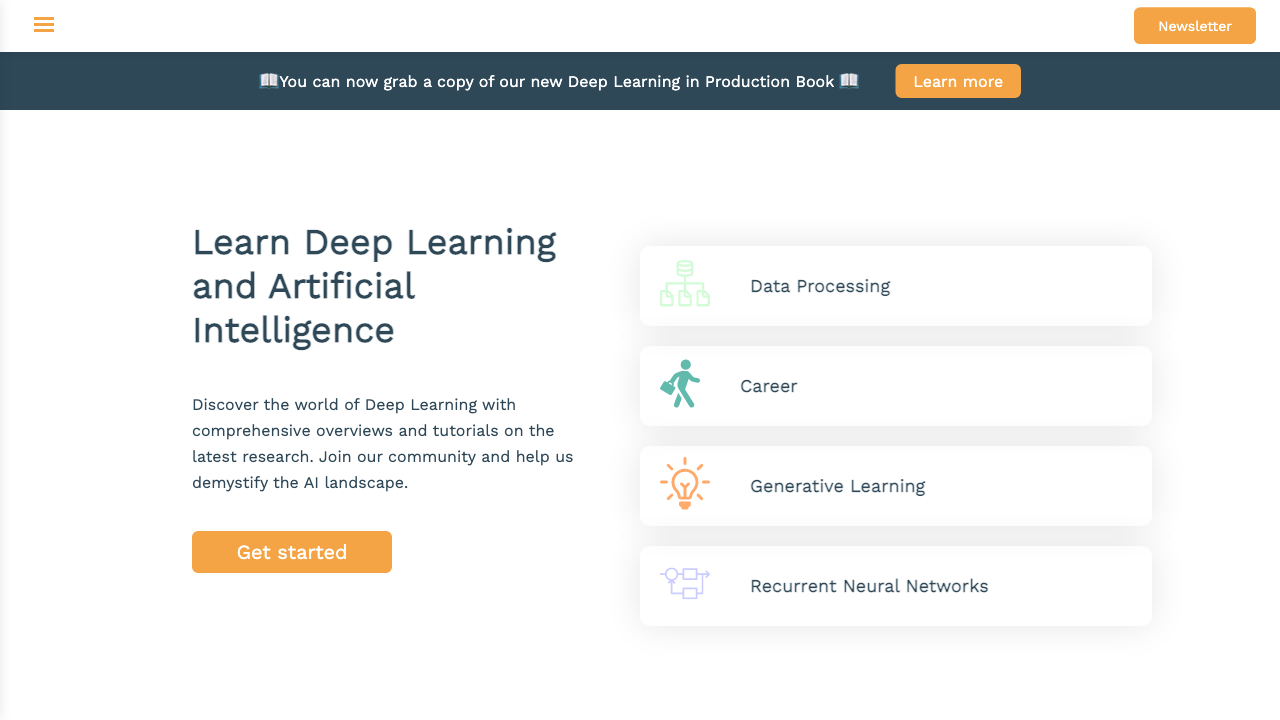 Newsletter
📖You can now grab a copy of our new Deep Learning in Production Book 📖
Learn more
Learn Deep Learning
and Artificial
Intelligence
Discover the world of Deep Learning with
comprehensive overviews and tutorials on the
latest research. Join our community and help us
demystify the AI landscape.
Get started
Data Processing
Career
Generative Learning
Recurrent Neural Networks